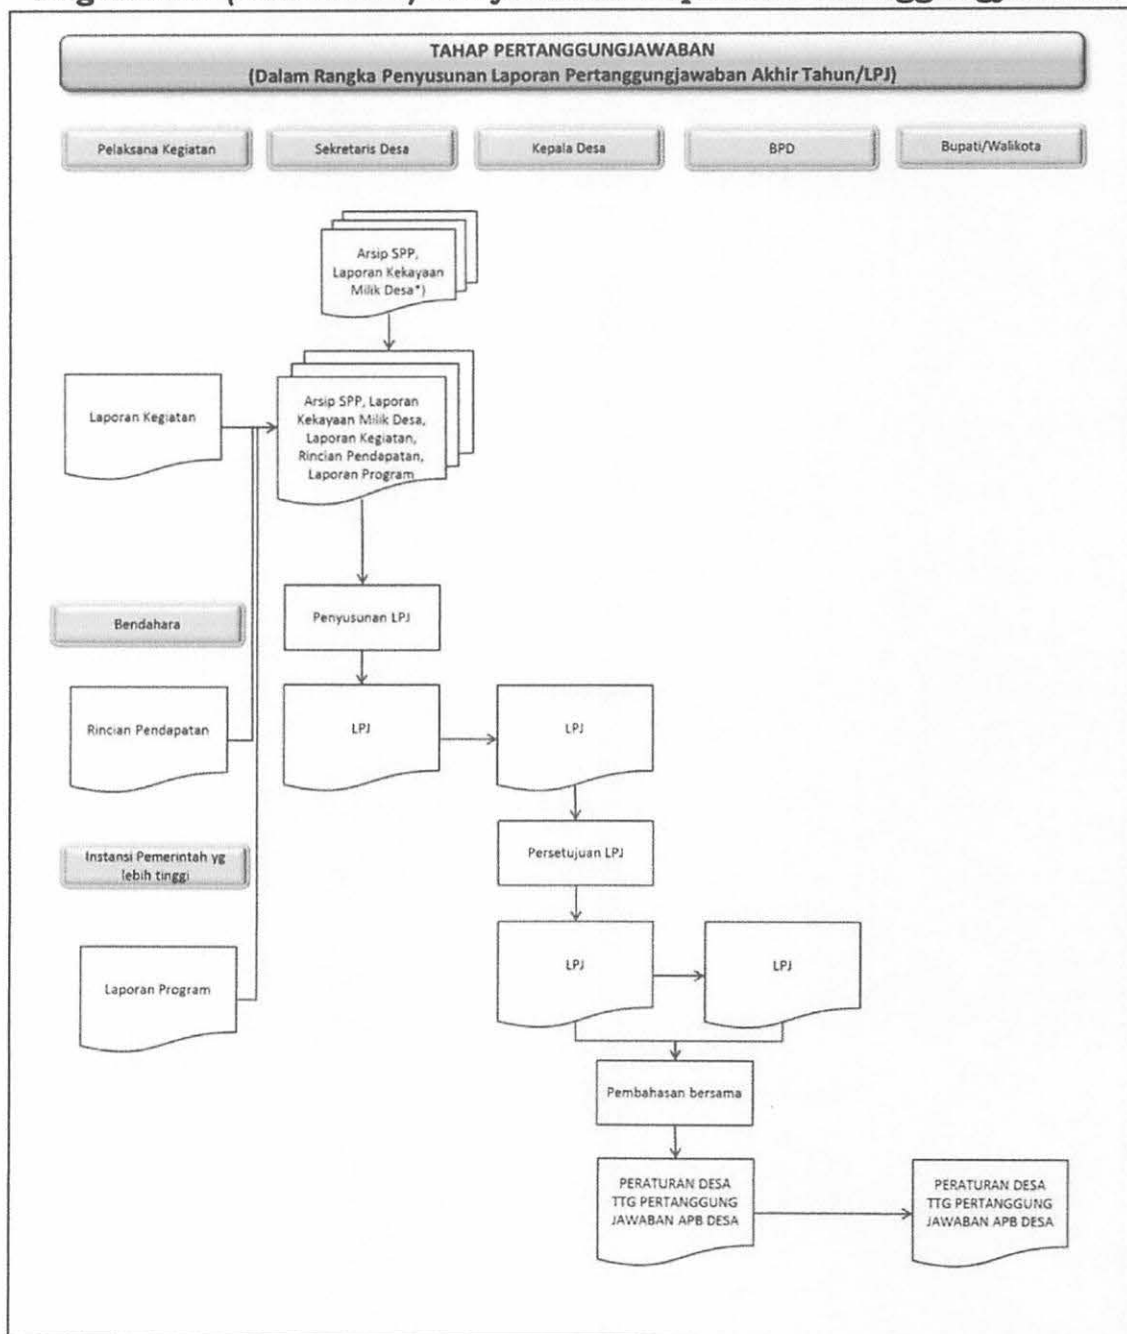 TAHAP PERTANGGUNGJAWABAN
(Dalam Rangka Penyusunan Laporan Pertanggungjawaban Akhir Tahun/LPJ)
Pelaksana Kegiatan
Sekretaris Desa
Kepala Desa
BPD
Bupati/Walikota
Arsip SPP,
Laporan Kekayaan
Milik Desa*)
Laporan Kegiatan
Arsip SPP, Laporan
Kekayaan Milik Desa,
Laporan Kegiatan,
Rincian Pendapatan,
Laporan Program
Bendahara
Penyusunan LPJ
Rincian Pendapatan
LPJ
LPJ
Instansi Pemerintah yg
lebih tinggi
Persetujuan LPJ
Laporan Program
LPJ
LPJ
Pembahasan bersama
PERATURAN DESA
TTG PERTANGGUNG
JAWABAN APB DESA
PERATURAN DESA
TTG PERTANGGUNG
JAWABAN APB DESA